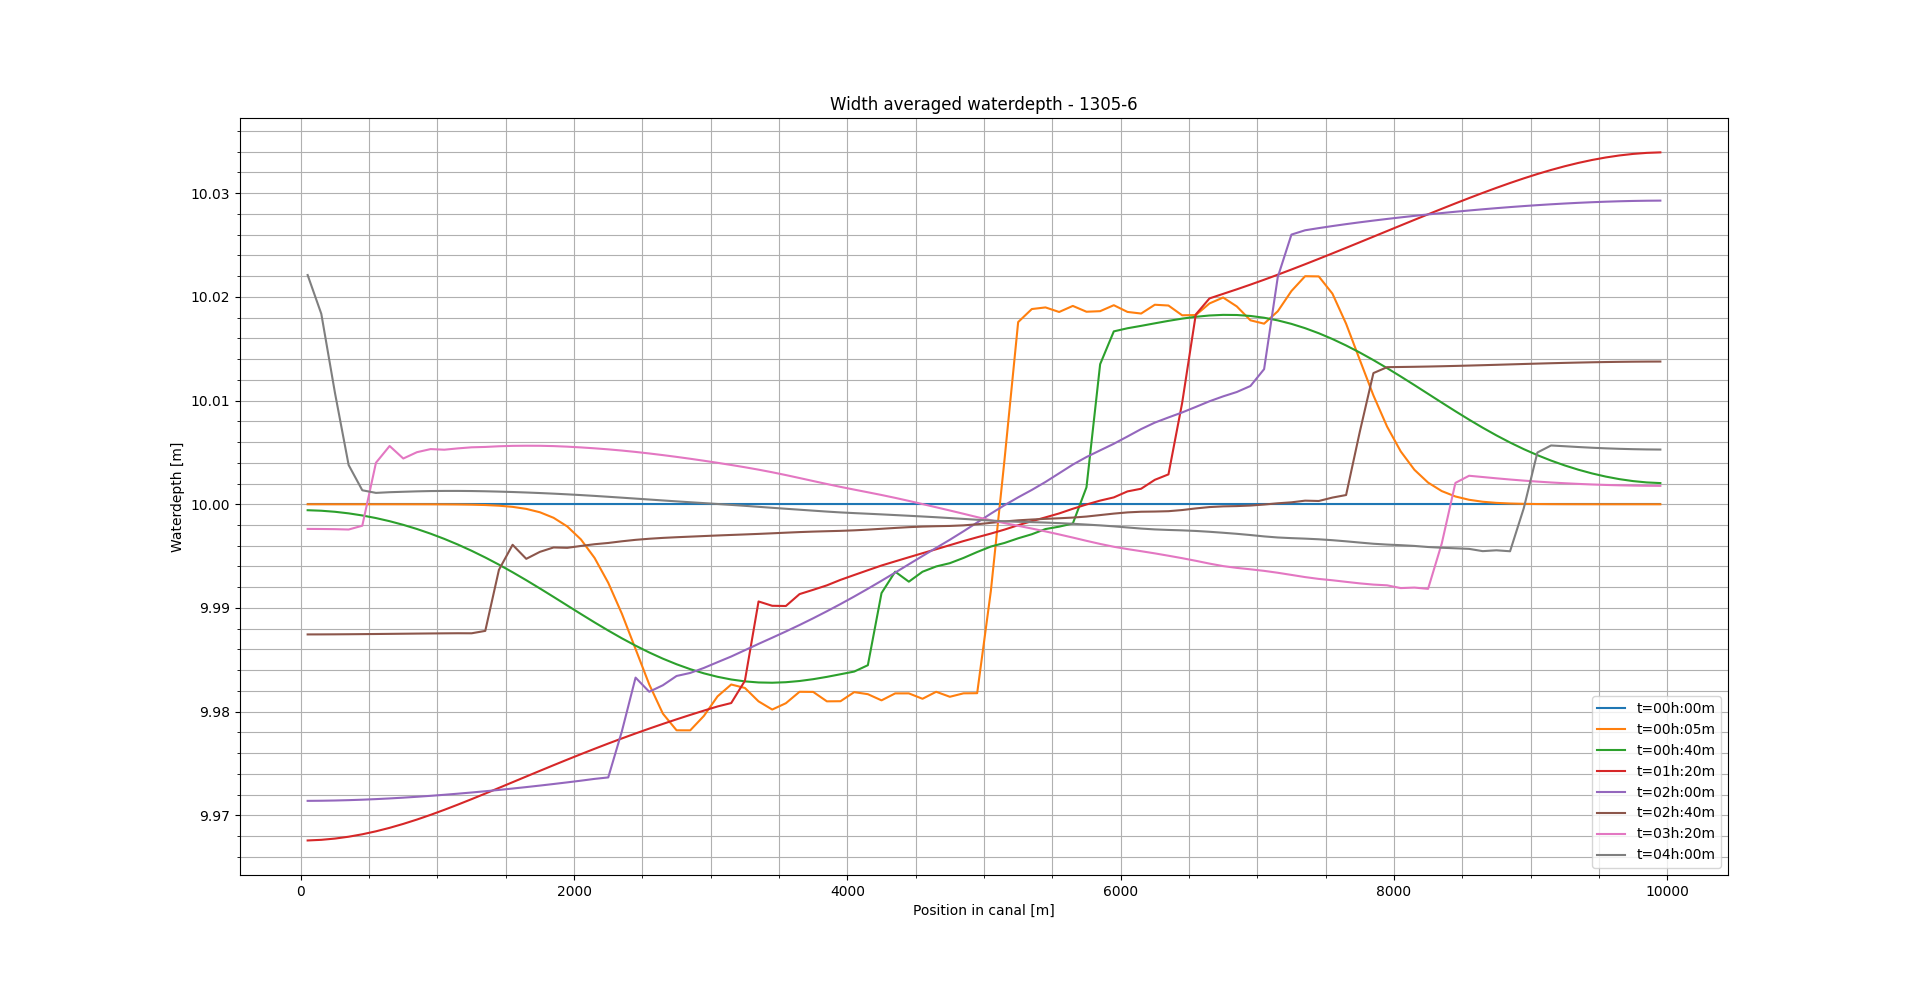 Width averaged waterdepth - 1305-6
Waterdepth [m]
10.03
10.02
10.01
10.00
9.99
9.98
9.97
t=00h:00m
t=00h:05m
t=00h:40m
t=01h:20m
t=02h:00m
t=02h:40m
t=03h:20m
t=04h:00m
0 2000 4000 6000 8000 10000
Position in canal [m]